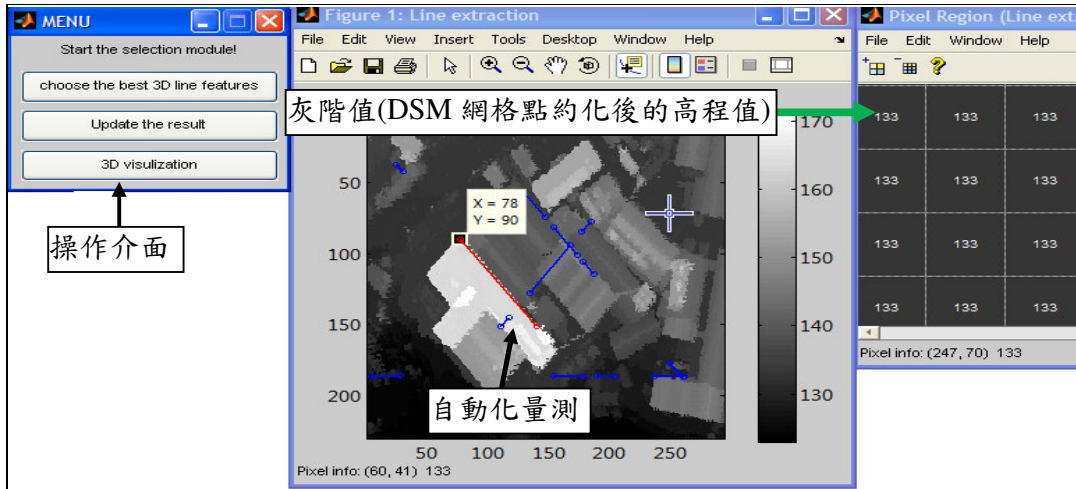 MENU
Start the selection module!
choose the best 3D line features
Update the result
3D visulization
操作介面
Figure 1: Line extraction
File Edit View Insert Tools Desktop Window Help
灰階值(DSM 網格點約化後的高程值)
X = 78
Y = 90
自動化量測
50
100
150
200
50 100 150 200 250
170
160
150
140
130
Pixel info: (60, 41) 133
Pixel Region (Line extr
File Edit Window Help
133 133 133
133 133 133
133 133 133
133 133 133
Pixel info: (247, 70) 133